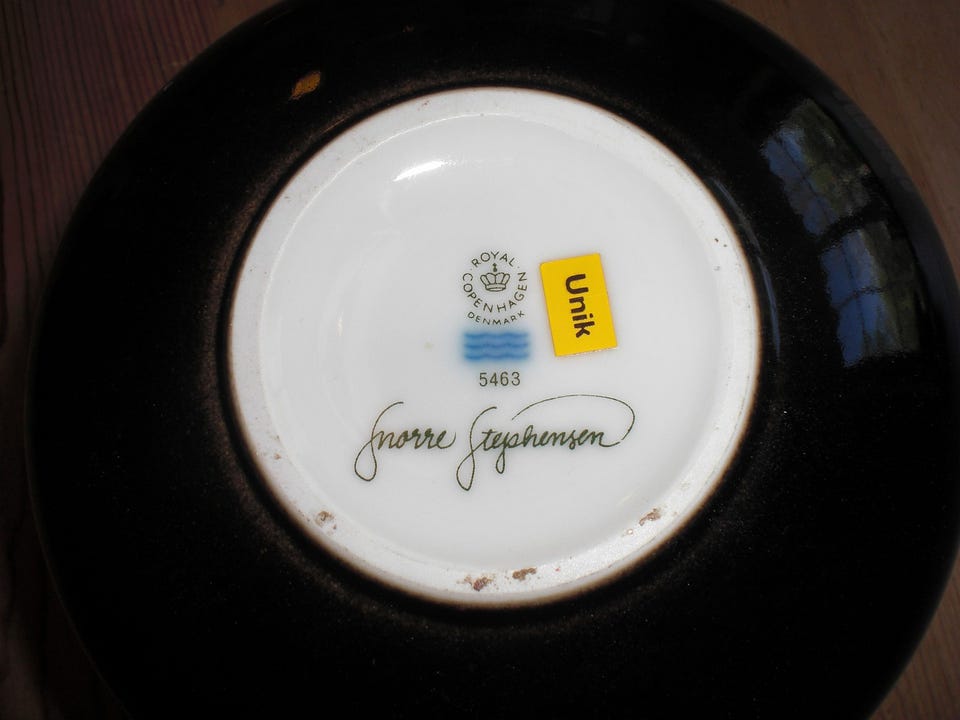 ROYAL
COPENHAGEN
DENMARK
Unik
5463
Snorre Stephensen